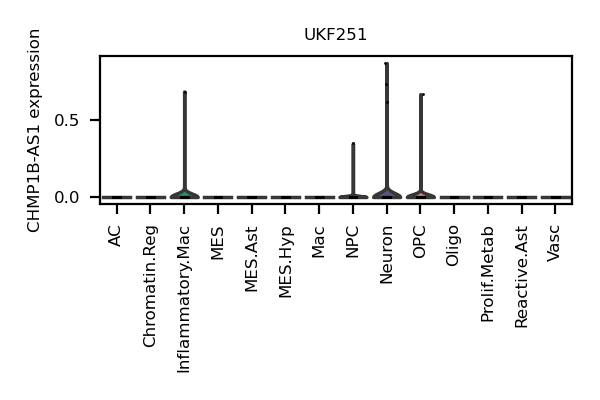 UKF251
CHMP1B-AS1 expression
0.5
0.0
AC
Chromatin.Reg
Inflammatory.Mac
MES
MES.Ast
MES.Hyp
Mac
NPC
Neuron
OPC
Oligo
Prolif.Metab
Reactive.Ast
Vasc